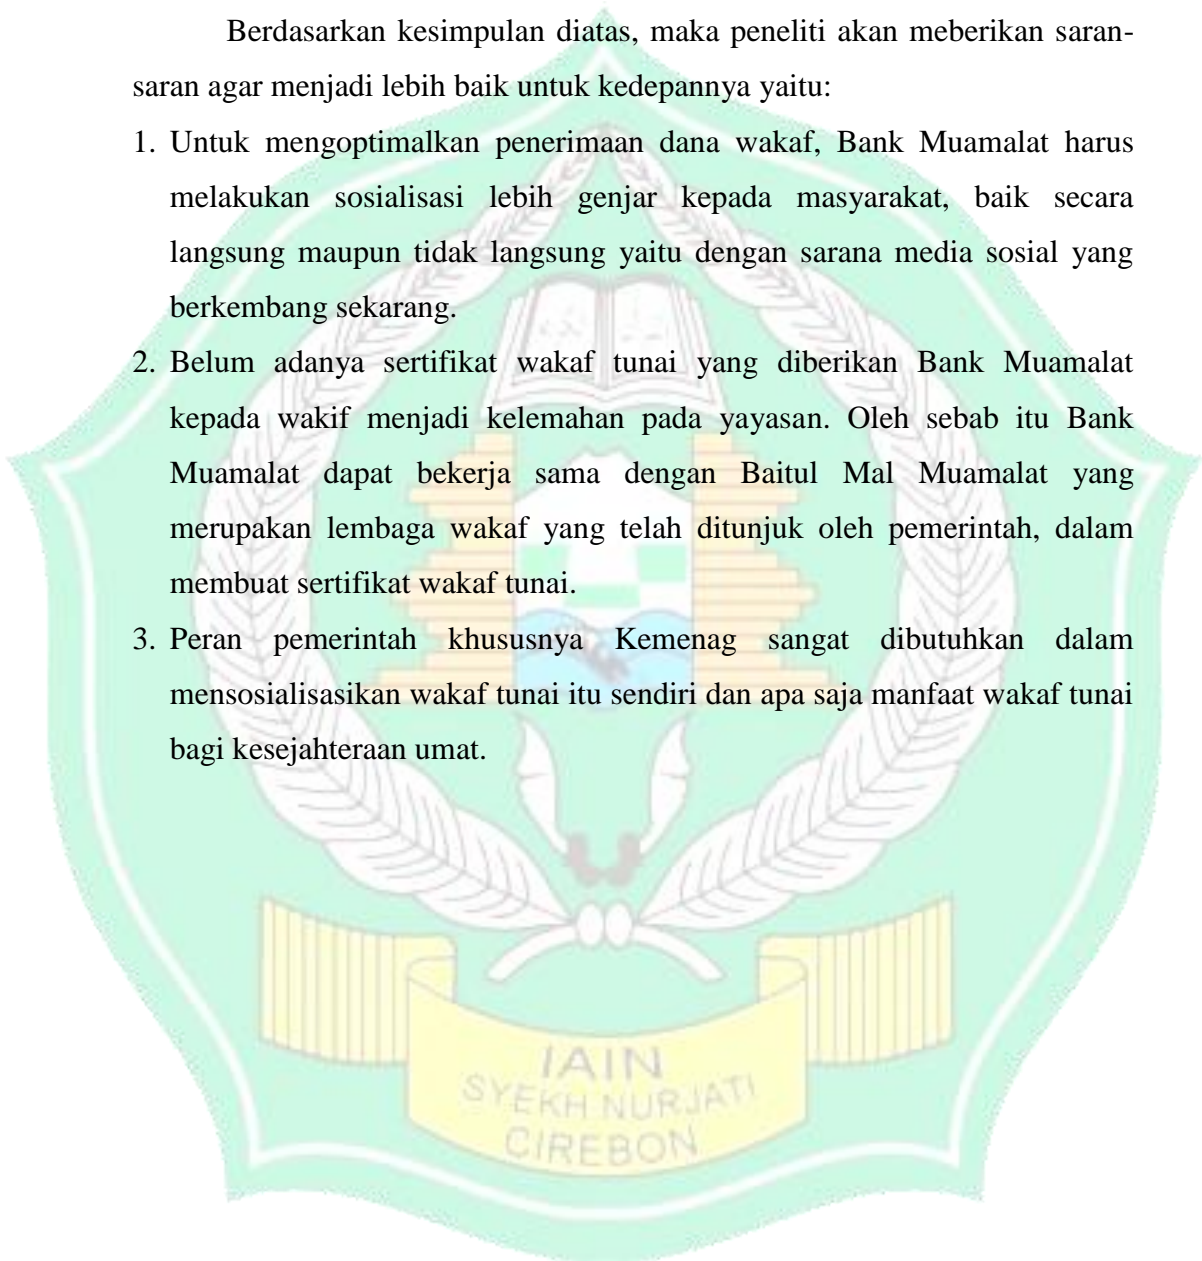 Berdasarkan kesimpulan diatas, maka peneliti akan meberikan saran-
saran agar menjadi lebih baik untuk kedepannya yaitu:
1. Untuk mengoptimalkan penerimaan dana wakaf, Bank Muamalat harus
melakukan sosialisasi lebih genjar kepada masyarakat, baik secara
langsung maupun tidak langsung yaitu dengan sarana media sosial yang
berkembang sekarang.
2. Belum adanya sertifikat wakaf tunai yang diberikan Bank Muamalat
kepada wakif menjadi kelemahan pada yayasan. Oleh sebab itu Bank
Muamalat dapat bekerja sama dengan Baitul Mal Muamalat yang
merupakan lembaga wakaf yang telah ditunjuk oleh pemerintah, dalam
membuat sertifikat wakaf tunai.
3. Peran pemerintah khususnya Kemenag sangat dibutuhkan dalam
mensosialisasikan wakaf tunai itu sendiri dan apa saja manfaat wakaf tunai
bagi kesejahteraan umat.
IAIN
SYEKH NURJATI
CIREBON